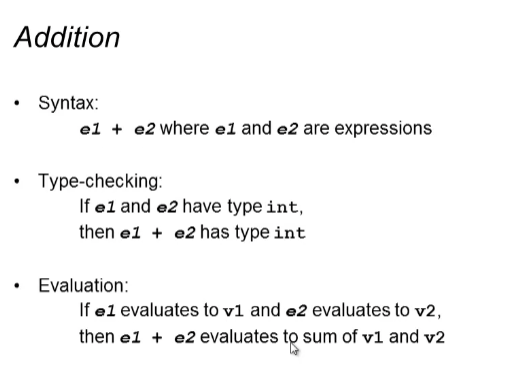 Addition
• Syntax:
e1 + e2 where e1 and e2 are expressions
• Type-checking:
If e1 and e2 have type int,
then e1 + e2 has type int
• Evaluation:
If e1 evaluates to v1 and e2 evaluates to v2,
then e1 + e2 evaluates to sum of v1 and v2